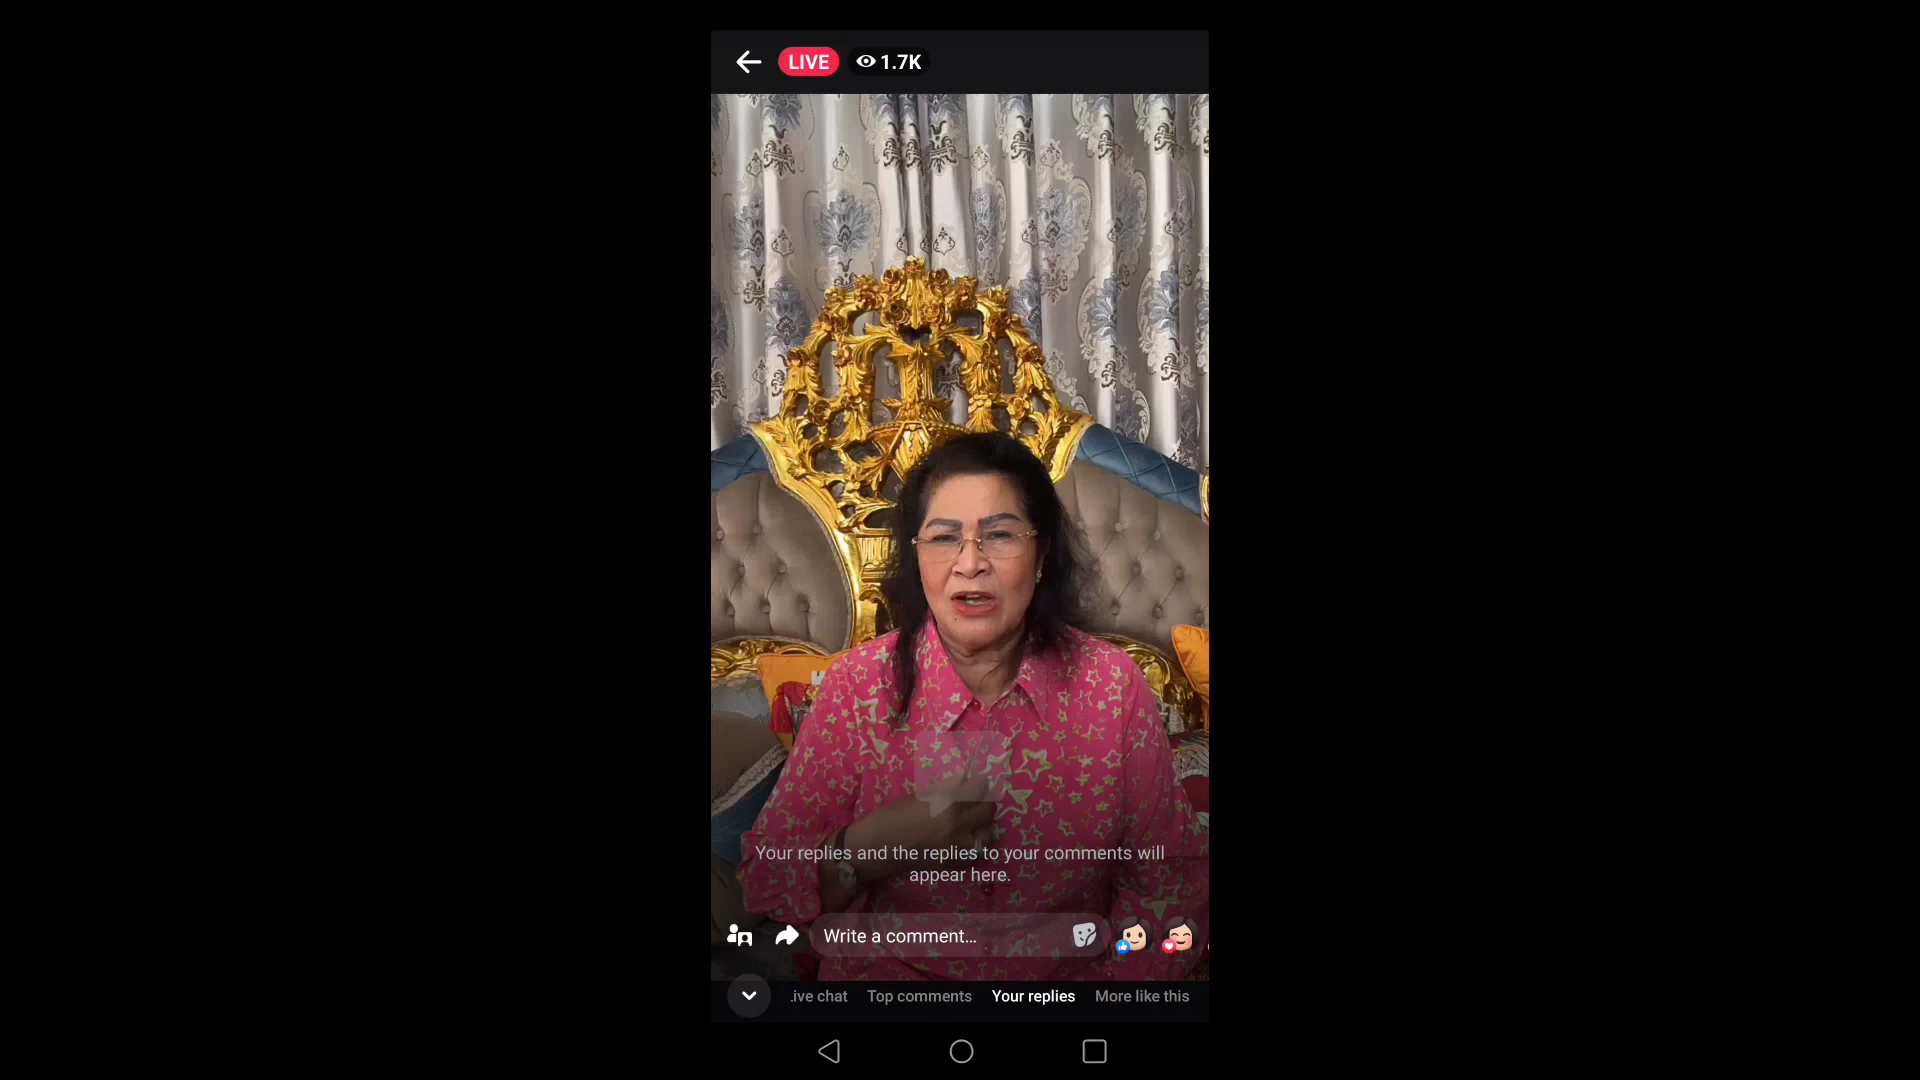 LIVE 1.7K
Your replies and the replies to your comments will
appear here.
Write a comment...
ive chat Top comments Your replies More like this